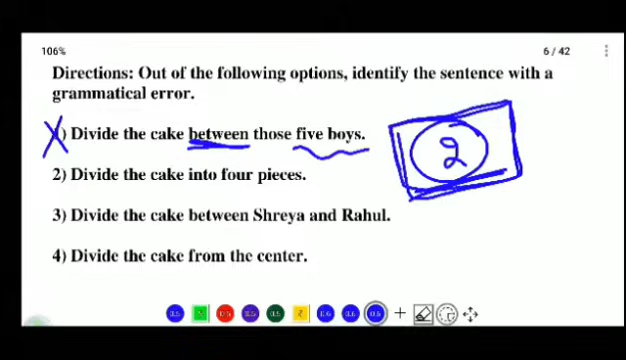 106%
6 / 42
Directions: Out of the following options, identify the sentence with a
grammatical error.
) Divide the cake between those five boys.
2
2) Divide the cake into four pieces.
3) Divide the cake between Shreya and Rahul.
4) Divide the cake from the center.